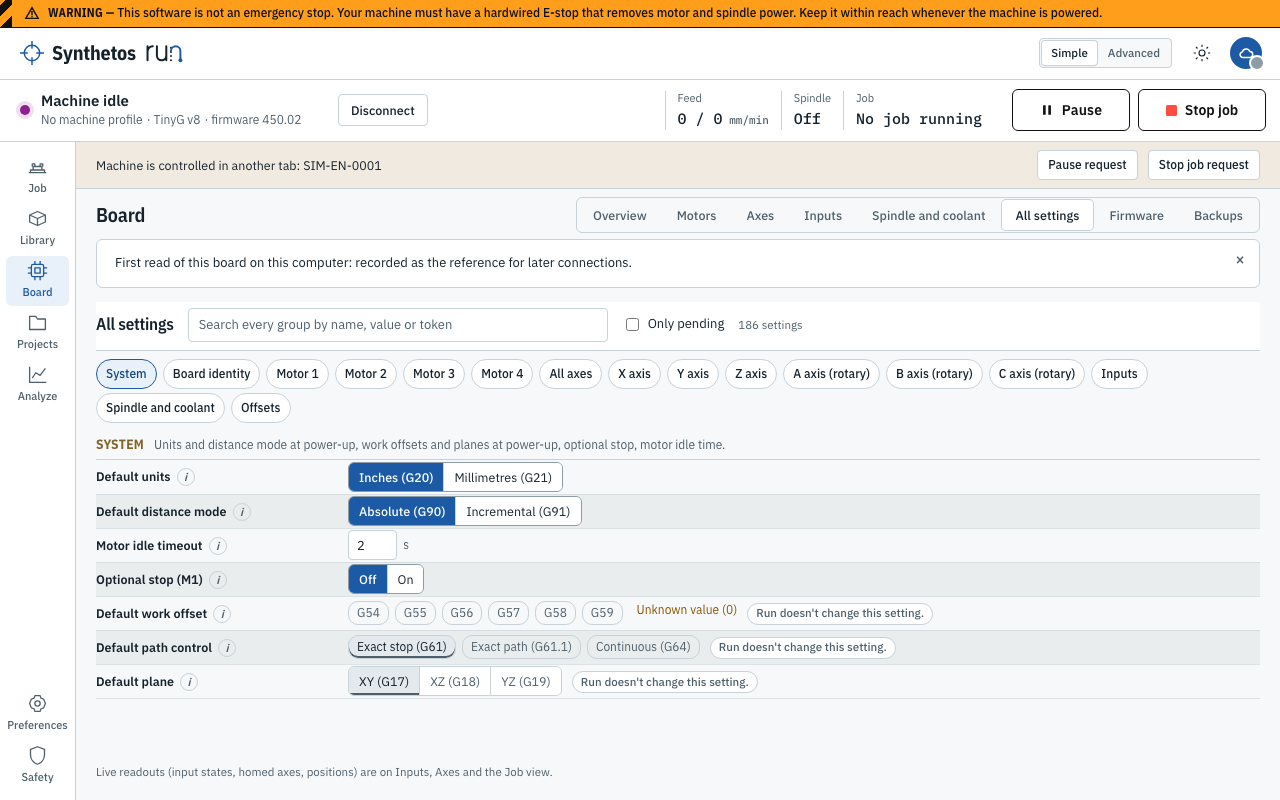 WARNING — This software is not an emergency stop. Your machine must have a hardwired E-stop that removes motor and spindle power. Keep it within reach whenever the machine is powered.
Synthetos run
Simple
Advanced
Machine idle
No machine profile · TinyG v8 · firmware 450.02
Disconnect
Feed
0 / 0 mm/min
Spindle
Off
Job
No job running
Pause
Stop job
Job
Library
Board
Projects
Analyze
Preferences
Safety
Machine is controlled in another tab: SIM-EN-0001
Pause request
Stop job request
Board
Overview
Motors
Axes
Inputs
Spindle and coolant
All settings
Firmware
Backups
First read of this board on this computer: recorded as the reference for later connections.
×
All settings
Search every group by name, value or token
Only pending
186 settings
System
Board identity
Motor 1
Motor 2
Motor 3
Motor 4
All axes
X axis
Y axis
Z axis
A axis (rotary)
B axis (rotary)
C axis (rotary)
Inputs
Spindle and coolant
Offsets
SYSTEM Units and distance mode at power-up, work offsets and planes at power-up, optional stop, motor idle time.
Default units i Inches (G20) Millimetres (G21)
Default distance mode i Absolute (G90) Incremental (G91)
Motor idle timeout i 2 s
Optional stop (M1) i Off On
Default work offset i G54 G55 G56 G57 G58 G59 Unknown value (0) Run doesn't change this setting.
Default path control i Exact stop (G61) Exact path (G61.1) Continuous (G64) Run doesn't change this setting.
Default plane i XY (G17) XZ (G18) YZ (G19) Run doesn't change this setting.
Live readouts (input states, homed axes, positions) are on Inputs, Axes and the Job view.